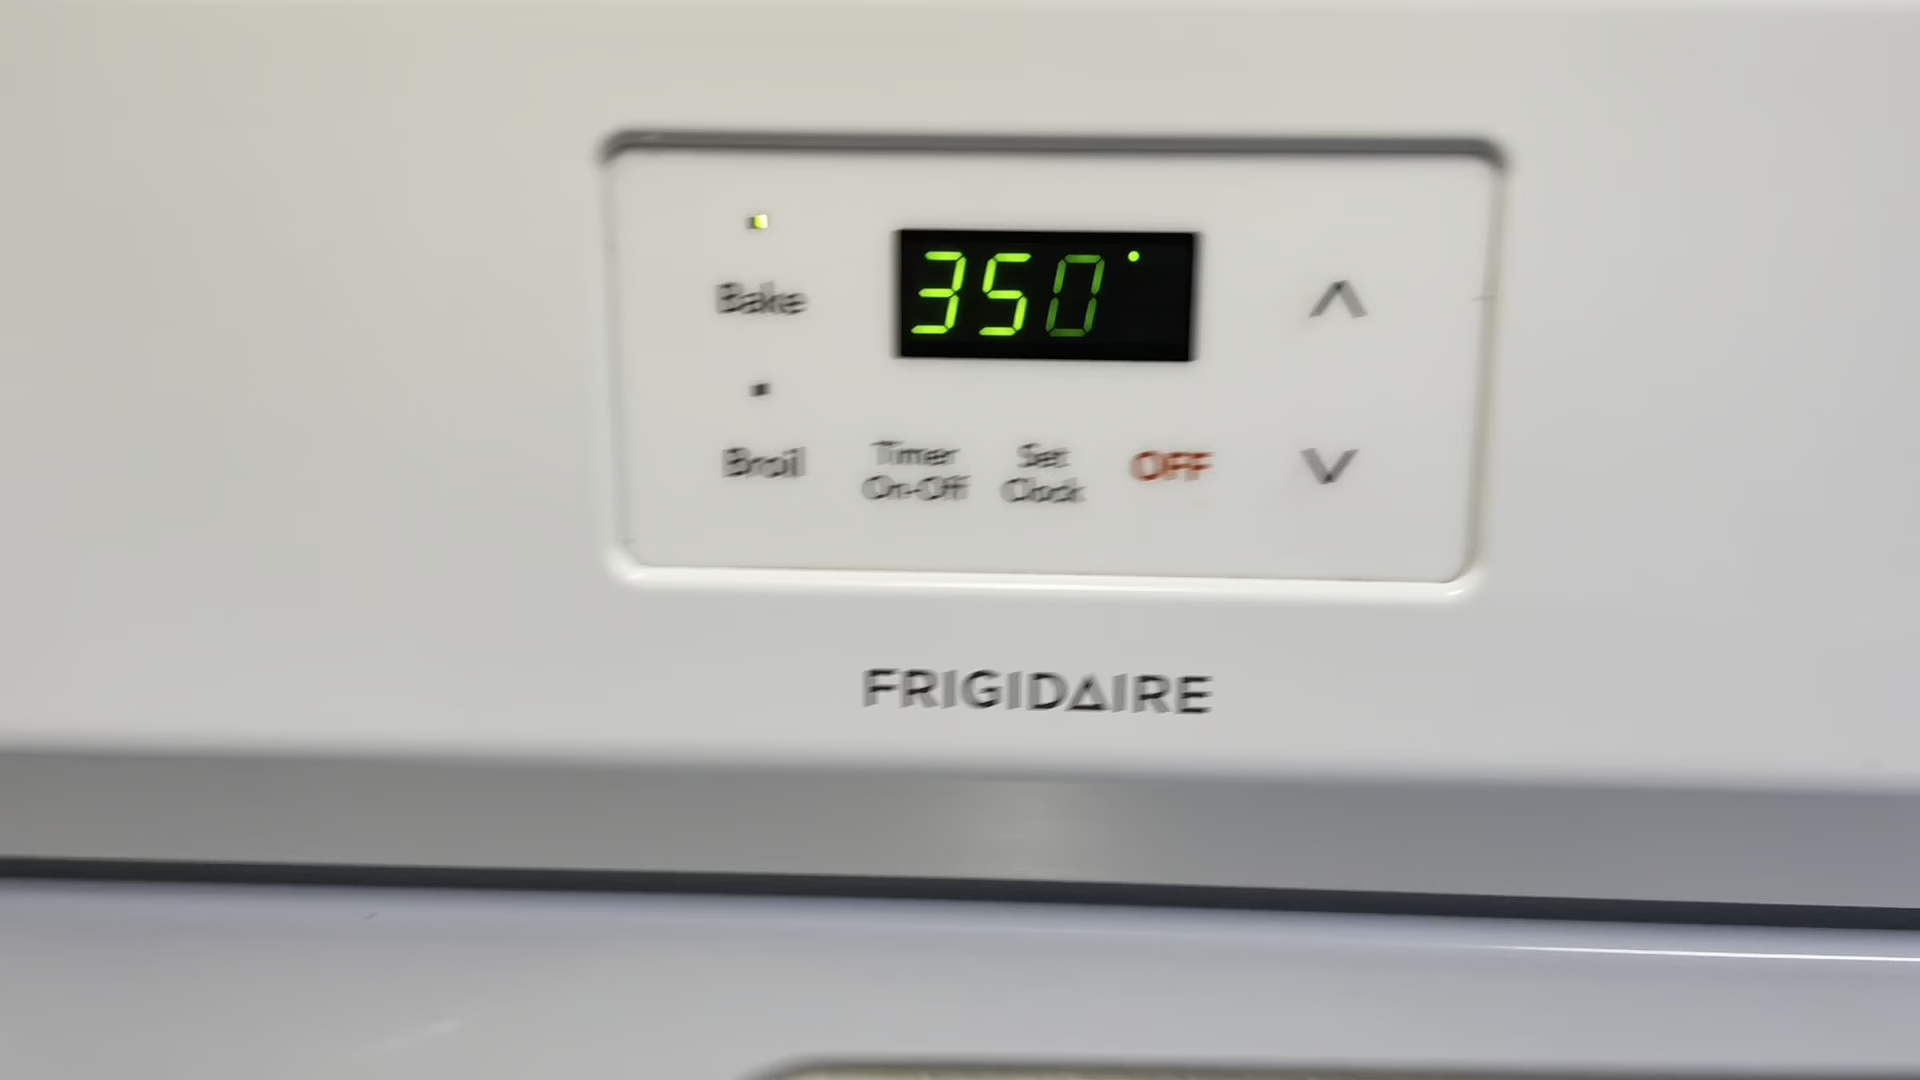 Bake
350°
Broil
Timer
On-Off
Set
Clock
OFF
FRIGIDAIRE